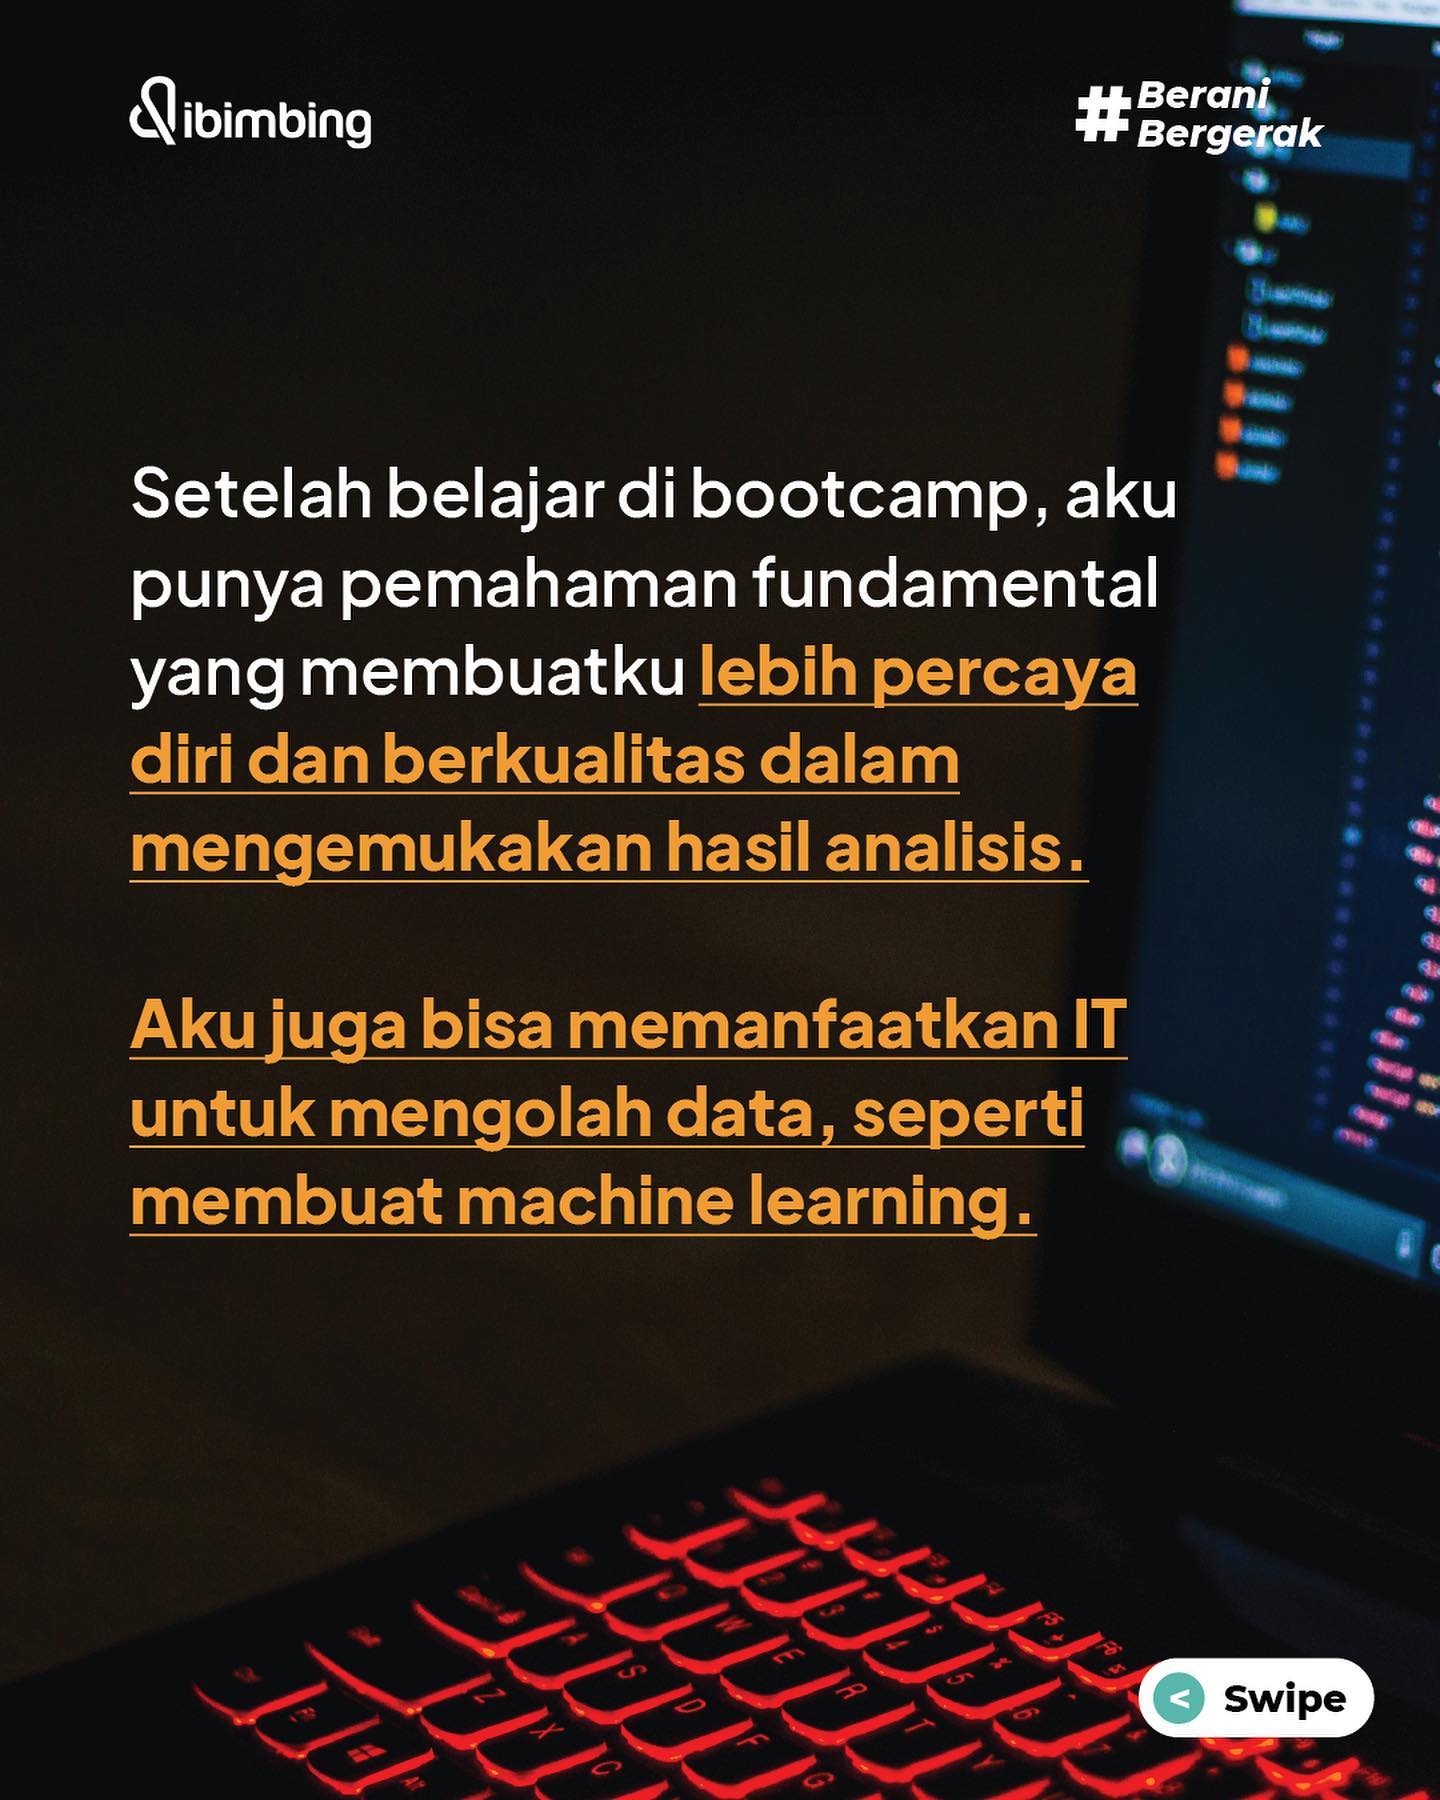 dibimbing
#Berani
Bergerak
Setelah belajar di bootcamp, aku
punya pemahaman fundamental
yang membuatku lebih percaya
diri dan berkualitas dalam
mengemukakan hasil analisis.
Aku juga bisa memanfaatkan IT
untuk mengolah data, seperti
membuat machine learning.
< Swipe